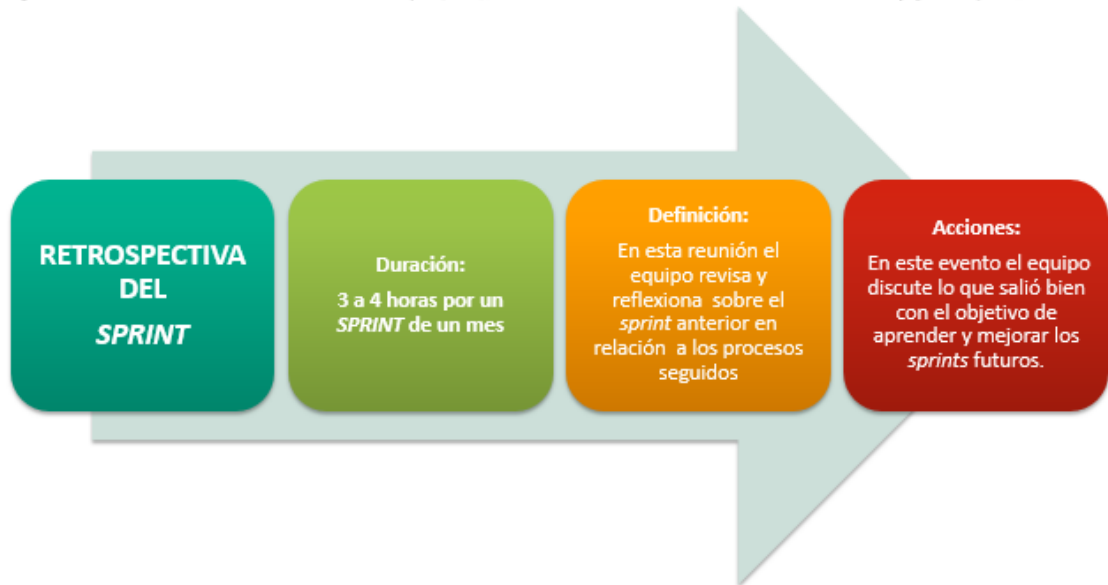 RETROSPECTIVA
DEL
SPRINT
Duración:
3 a 4 horas por un
SPRINT de un mes
Definición:
En esta reunión el
equipo revisa y
reflexiona sobre el
sprint anterior en
relación a los procesos
seguidos
Acciones:
En este evento el equipo
discute lo que salió bien
con el objetivo de
aprender y mejorar los
sprints futuros.